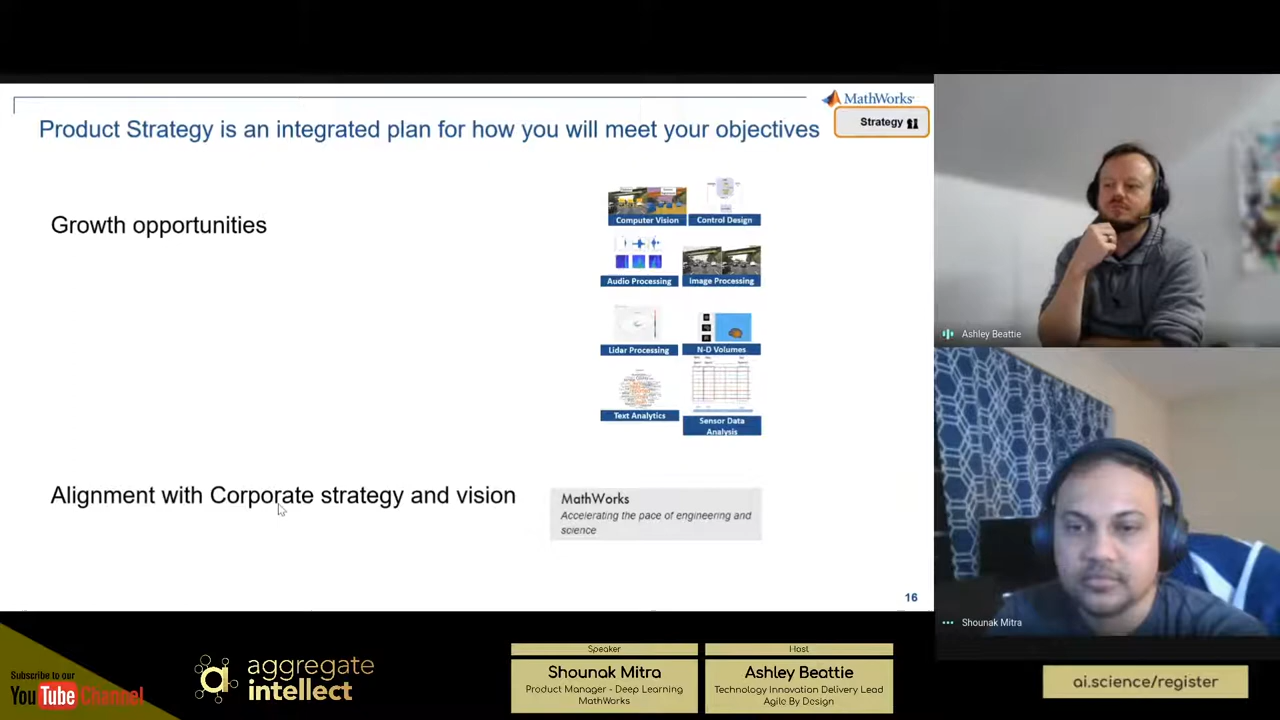 MathWorks®
Product Strategy is an integrated plan for how you will meet your objectives
Strategy
Growth opportunities
Computer Vision
Control Design
Audio Processing
Image Processing
Lidar Processing
N-D Volumes
Text Analytics
Sensor Data
Analysis
Alignment with Corporate strategy and vision
MathWorks
Accelerating the pace of engineering and
science
16
Ashley Beattie
Shounak Mitra
Subscribe to our
YouTube Channel
aggregate
intellect
Speaker
Shounak Mitra
Product Manager - Deep Learning
MathWorks
Host
Ashley Beattie
Technology Innovation Delivery Lead
Agile By Design
ai.science/register